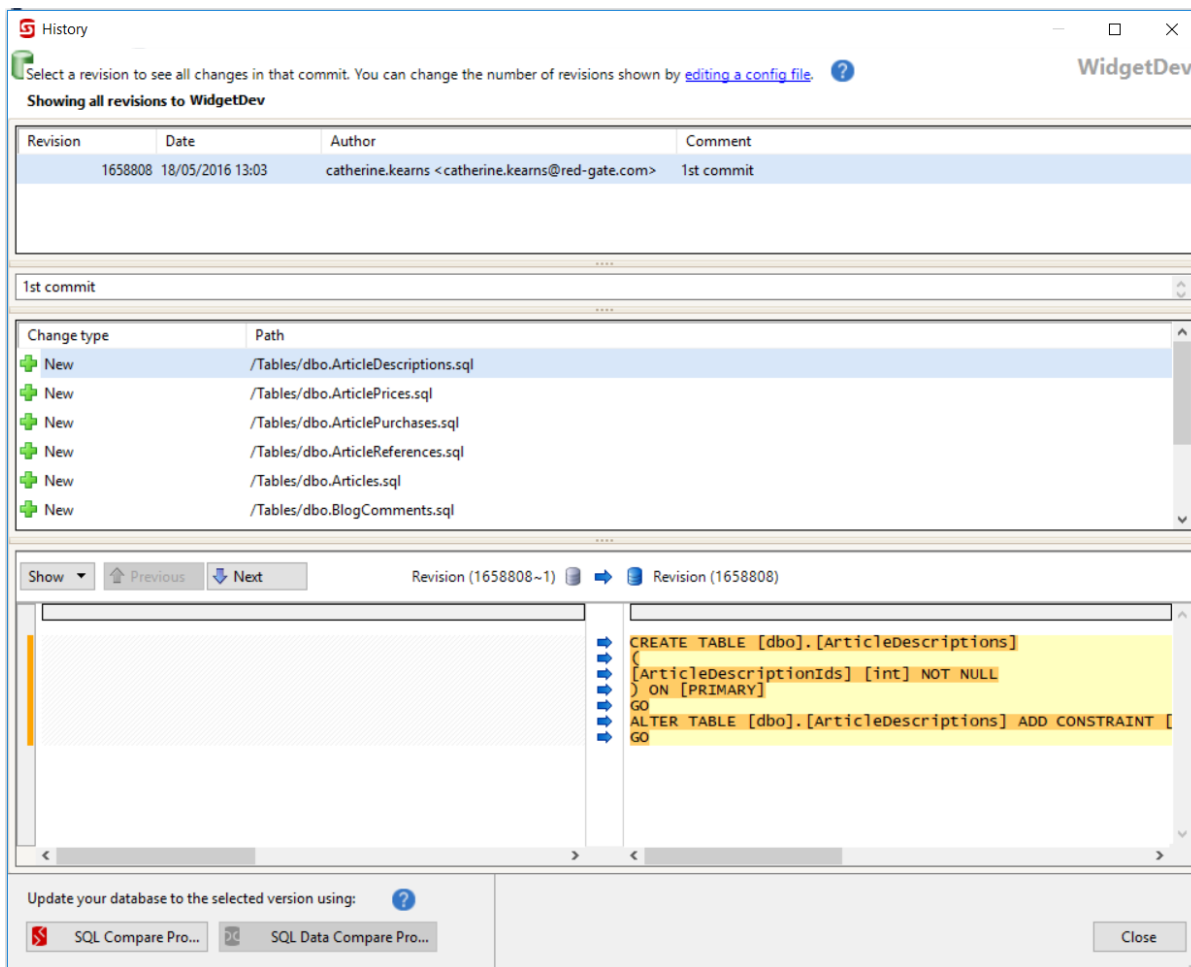 History
Select a revision to see all changes in that commit. You can change the number of revisions shown by editing a config file. ?
WidgetDev
Showing all revisions to WidgetDev
Revision Date Author Comment
1658808 18/05/2016 13:03 catherine.kearns <catherine.kearns@red-gate.com> 1st commit
1st commit
Change type Path
New /Tables/dbo.ArticleDescriptions.sql
New /Tables/dbo.ArticlePrices.sql
New /Tables/dbo.ArticlePurchases.sql
New /Tables/dbo.ArticleReferences.sql
New /Tables/dbo.Articles.sql
New /Tables/dbo.BlogComments.sql
Show Previous Next Revision (1658808~1) Revision (1658808)
CREATE TABLE [dbo].[ArticleDescriptions]
(
[ArticleDescriptionIds] [int] NOT NULL
) ON [PRIMARY]
GO
ALTER TABLE [dbo].[ArticleDescriptions] ADD CONSTRAINT [
GO
Update your database to the selected version using: ?
SQL Compare Pro... SQL Data Compare Pro... Close